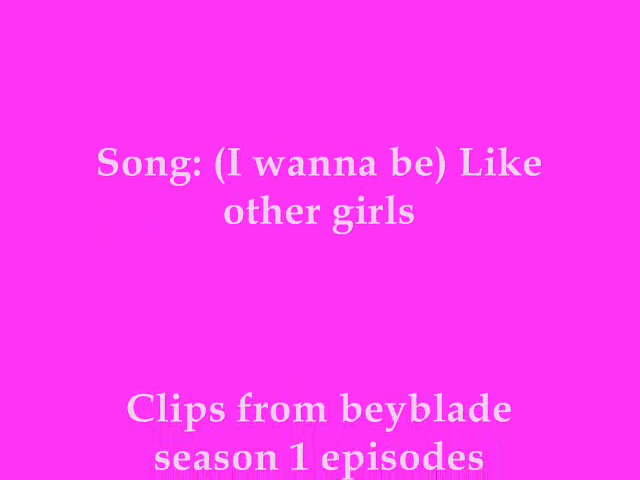 Song: (I wanna be) Like
other girls
Clips from beyblade
season 1 episodes